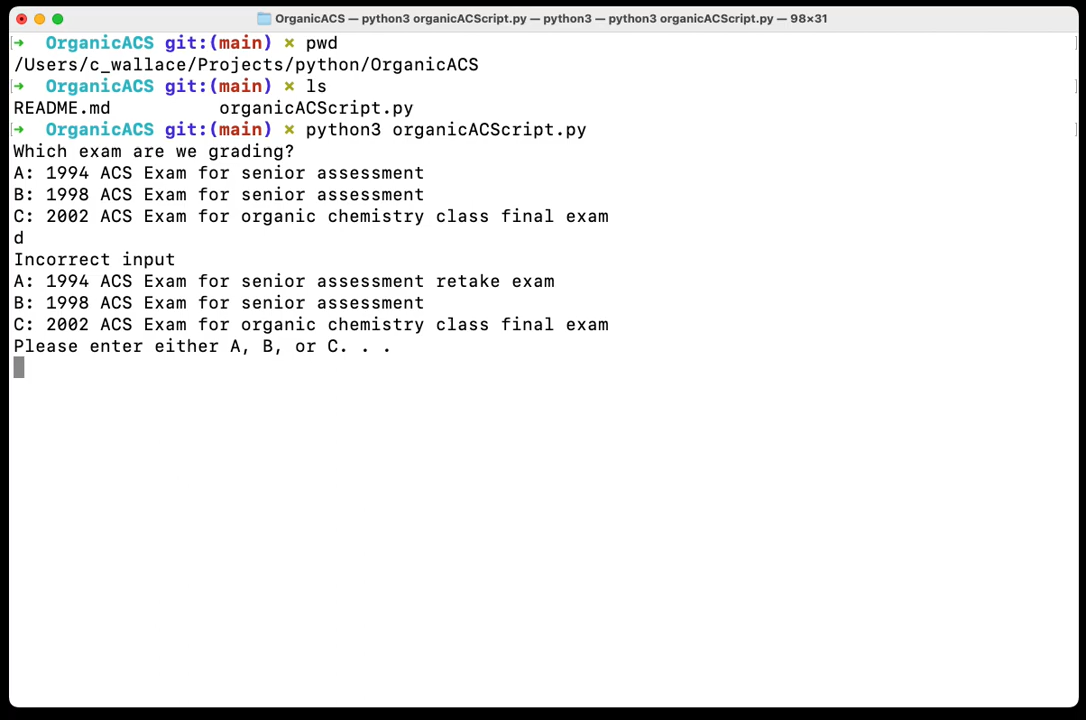 OrganicACS — python3 organicACScript.py — python3 — python3 organicACScript.py — 98×31
[➜  OrganicACS git:(main) × pwd ]
/Users/c_wallace/Projects/python/OrganicACS
[➜  OrganicACS git:(main) × ls ]
README.md          organicACScript.py
[➜  OrganicACS git:(main) × python3 organicACScript.py ]
Which exam are we grading?
A: 1994 ACS Exam for senior assessment
B: 1998 ACS Exam for senior assessment
C: 2002 ACS Exam for organic chemistry class final exam
d
Incorrect input
A: 1994 ACS Exam for senior assessment retake exam
B: 1998 ACS Exam for senior assessment
C: 2002 ACS Exam for organic chemistry class final exam
Please enter either A, B, or C. . .